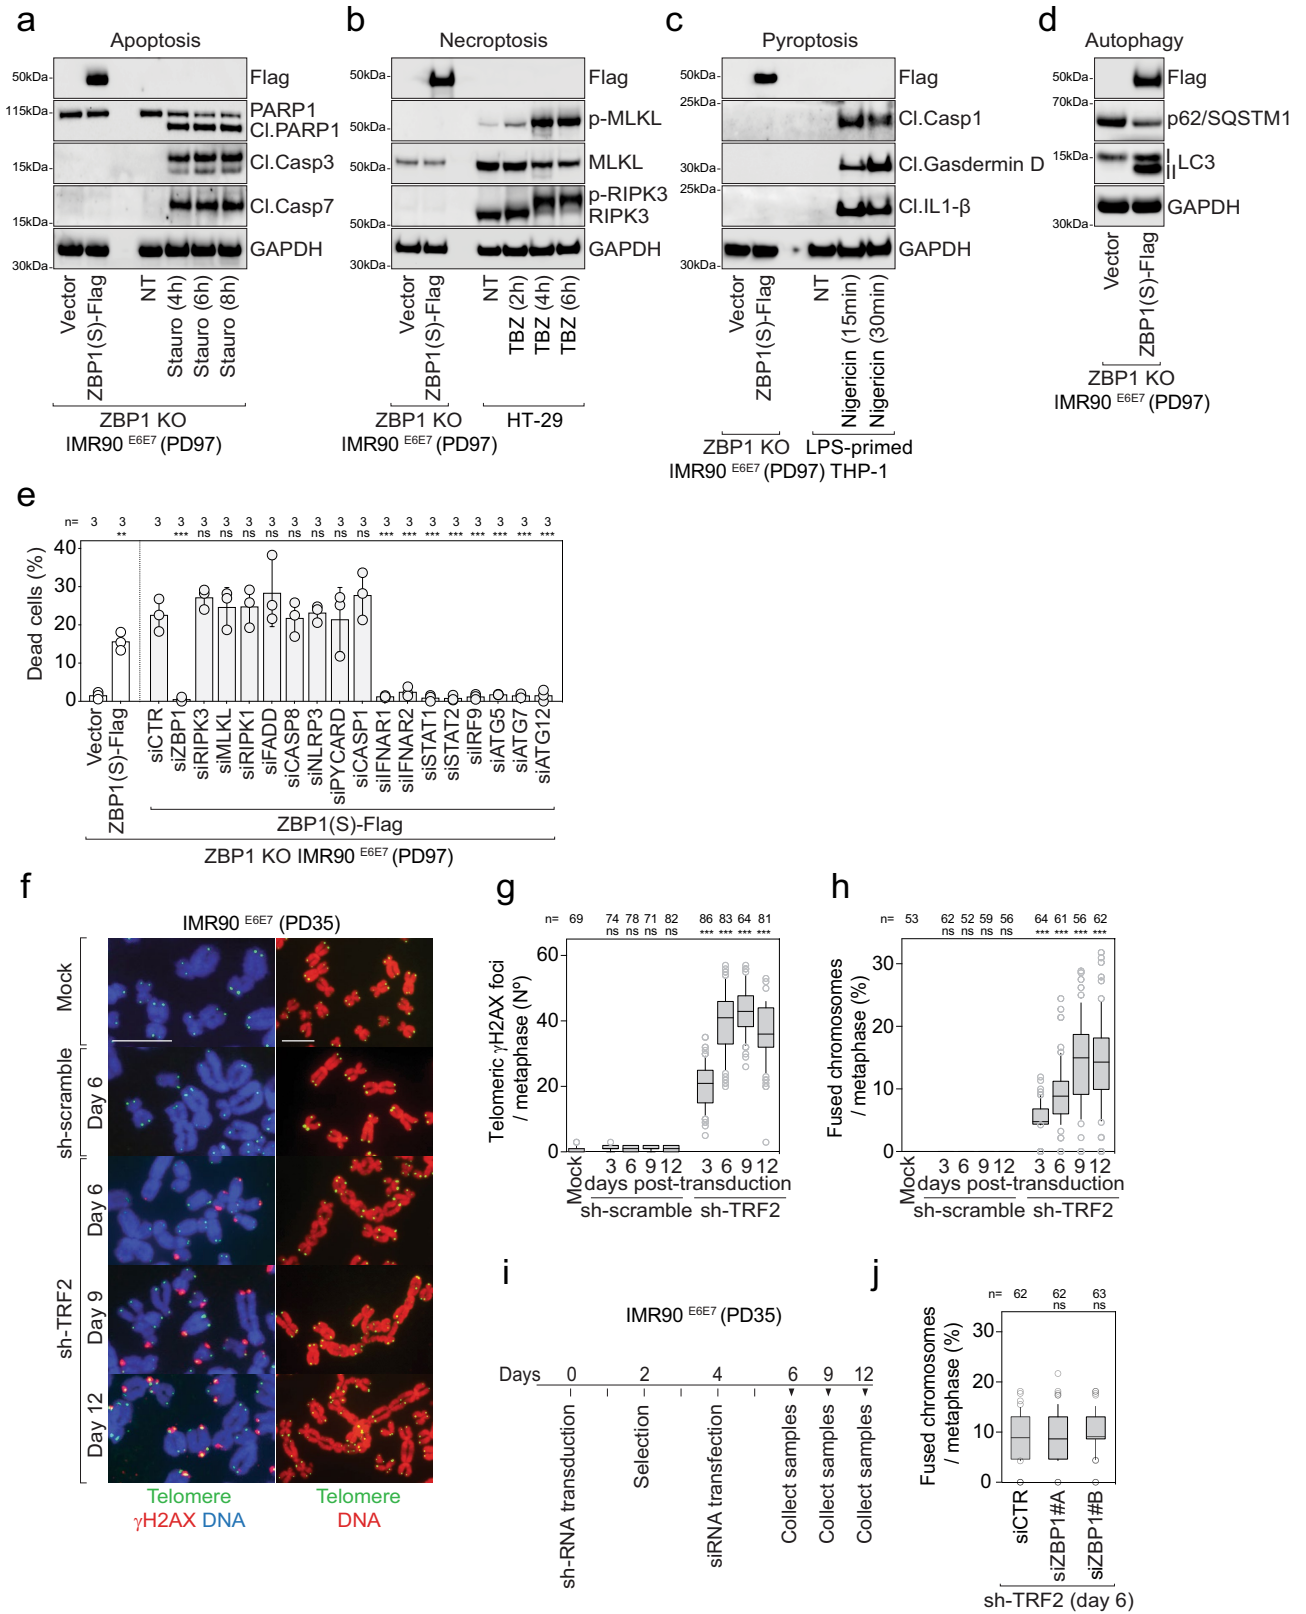 a
Apoptosis
50kDa-
Flag
115kDa-
PARP1
Cl.PARP1
15kDa-
Cl.Casp3
15kDa-
Cl.Casp7
30kDa-
GAPDH
Vector
ZBP1(S)-Flag
NT
Stauro (4h)
Stauro (6h)
Stauro (8h)
ZBP1 KO
IMR90 E6E7 (PD97)
b
Necroptosis
50kDa-
Flag
50kDa-
p-MLKL
50kDa-
MLKL
50kDa-
p-RIPK3
RIPK3
30kDa-
GAPDH
Vector
ZBP1(S)-Flag
NT
TBZ (2h)
TBZ (4h)
TBZ (6h)
ZBP1 KO
IMR90 E6E7 (PD97)
HT-29
c
Pyroptosis
50kDa-
Flag
25kDa-
Cl.Casp1
30kDa-
Cl.Gasdermin D
25kDa-
Cl.IL1-β
30kDa-
GAPDH
Vector
ZBP1(S)-Flag
NT
Nigericin (15min)
Nigericin (30min)
ZBP1 KO
IMR90 E6E7 (PD97)
LPS-primed
THP-1
d
Autophagy
50kDa-
Flag
70kDa-
p62/SQSTM1
15kDa-
I
II
LC3
30kDa-
GAPDH
Vector
ZBP1(S)-Flag
ZBP1 KO
IMR90 E6E7 (PD97)
e
n= 3 3 3 3 3 3 3 3 3 3 3 3 3 3 3 3 3 3 3 3
** *** ns ns ns ns ns ns ns ns *** *** *** *** *** *** *** ***
Dead cells (%)
40
30
20
10
0
Vector
ZBP1(S)-Flag
siCTR
siZBP1
siRIPK3
siMLKL
siRIPK1
siFADD
siCASP8
siNLRP3
siPYCARD
siCASP1
siIFNAR1
siIFNAR2
siSTAT1
siSTAT2
siIRF9
siATG5
siATG7
siATG12
ZBP1(S)-Flag
ZBP1 KO IMR90 E6E7 (PD97)
f
IMR90 E6E7 (PD35)
Mock
sh-scramble
Day 6
sh-TRF2
Day 6
Day 9
Day 12
Telomere
γH2AX DNA
Telomere
DNA
g
n= 69 74 78 71 82 86 83 64 81
ns ns ns ns *** *** *** ***
Telomeric γH2AX foci
/ metaphase (Nº)
60
40
20
0
Mock
3 6 9 12 3 6 9 12
days post-transduction
sh-scramble sh-TRF2
h
n= 53 62 52 59 56 64 61 56 62
ns ns ns ns *** *** *** ***
Fused chromosomes
/ metaphase (%)
30
20
10
0
Mock
3 6 9 12 3 6 9 12
days post-transduction
sh-scramble sh-TRF2
i
IMR90 E6E7 (PD35)
Days 0 2 4 6 9 12
sh-RNA transduction
Selection
siRNA transfection
Collect samples
Collect samples
Collect samples
j
n= 62 62 63
ns ns
Fused chromosomes
/ metaphase (%)
30
20
10
0
siCTR
siZBP1#A
siZBP1#B
sh-TRF2 (day 6)